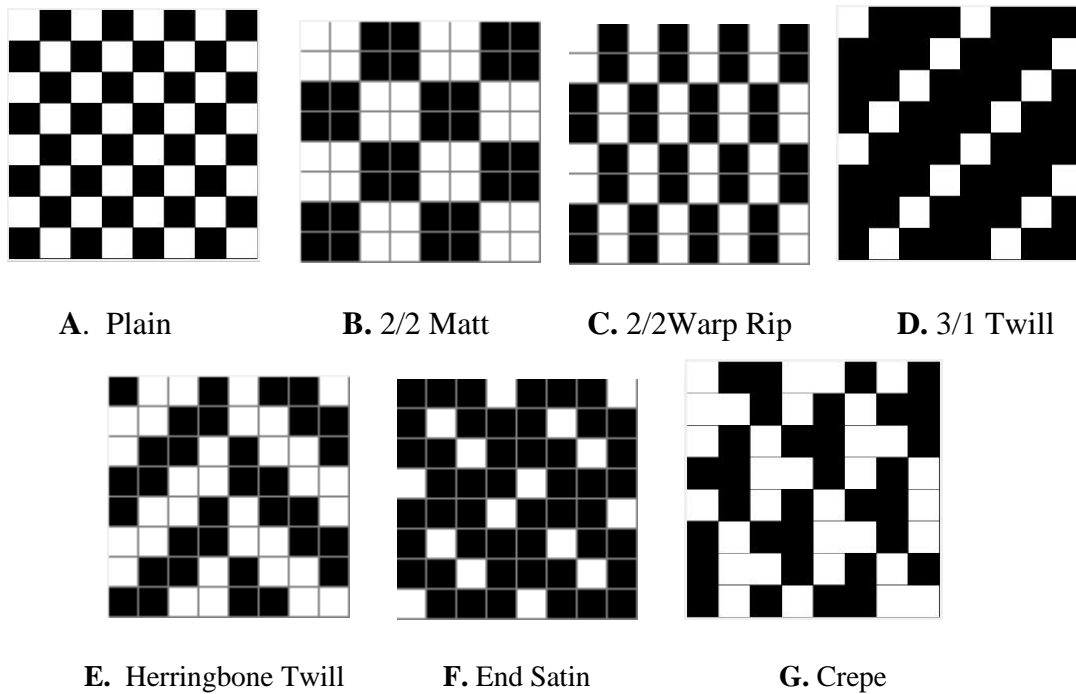 A. Plain
B. 2/2 Matt
C. 2/2Warp Rip
D. 3/1 Twill
E. Herringbone Twill
F. End Satin
G. Crepe